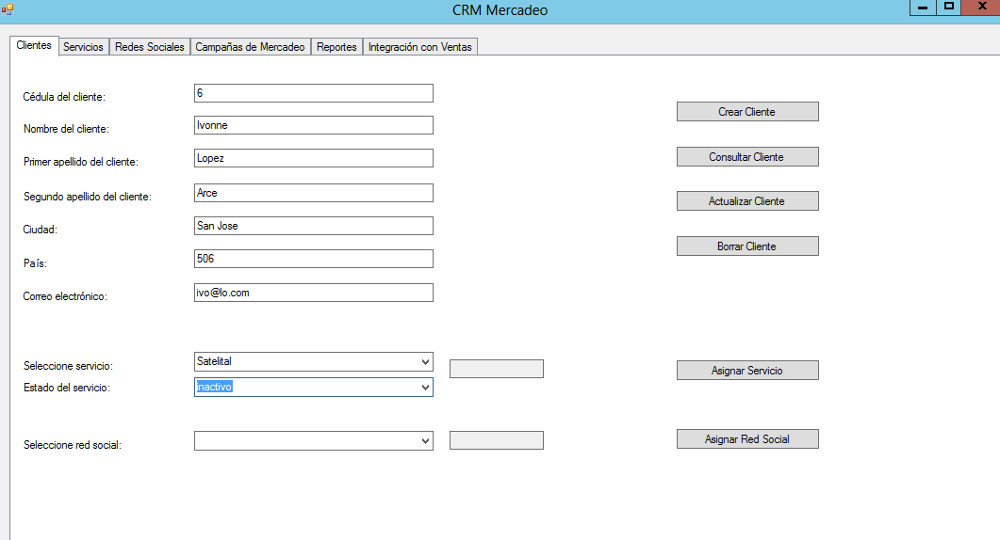 CRM Mercadeo
Clientes Servicios Redes Sociales Campañas de Mercadeo Reportes Integración con Ventas
Cédula del cliente: 6
Crear Cliente
Nombre del cliente: Ivonne
Primer apellido del cliente: Lopez
Consultar Cliente
Segundo apellido del cliente: Arce
Actualizar Cliente
Ciudad: San Jose
País: 506
Borrar Cliente
Correo electrónico: ivo@lo.com
Seleccione servicio: Satelital
Asignar Servicio
Estado del servicio: inactivo
Seleccione red social:
Asignar Red Social